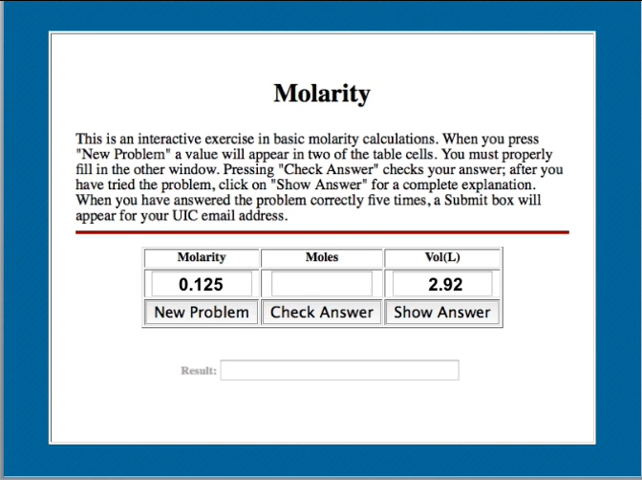 Molarity
This is an interactive exercise in basic molarity calculations. When you press
"New Problem" a value will appear in two of the table cells. You must properly
fill in the other window. Pressing "Check Answer" checks your answer; after you
have tried the problem, click on "Show Answer" for a complete explanation.
When you have answered the problem correctly five times, a Submit box will
appear for your UIC email address.
Molarity Moles Vol(L)
0.125 2.92
New Problem Check Answer Show Answer
Result: